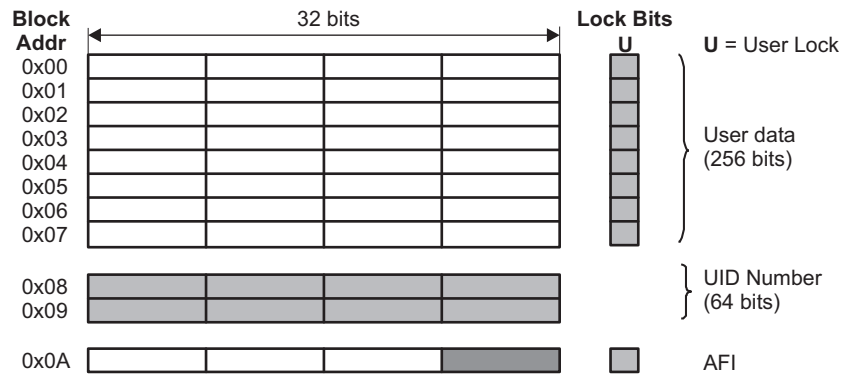 Block
Addr
32 bits
Lock Bits
U
U = User Lock
0x00
0x01
0x02
0x03
0x04
0x05
0x06
0x07
User data
(256 bits)
0x08
0x09
UID Number
(64 bits)
0x0A
AFI